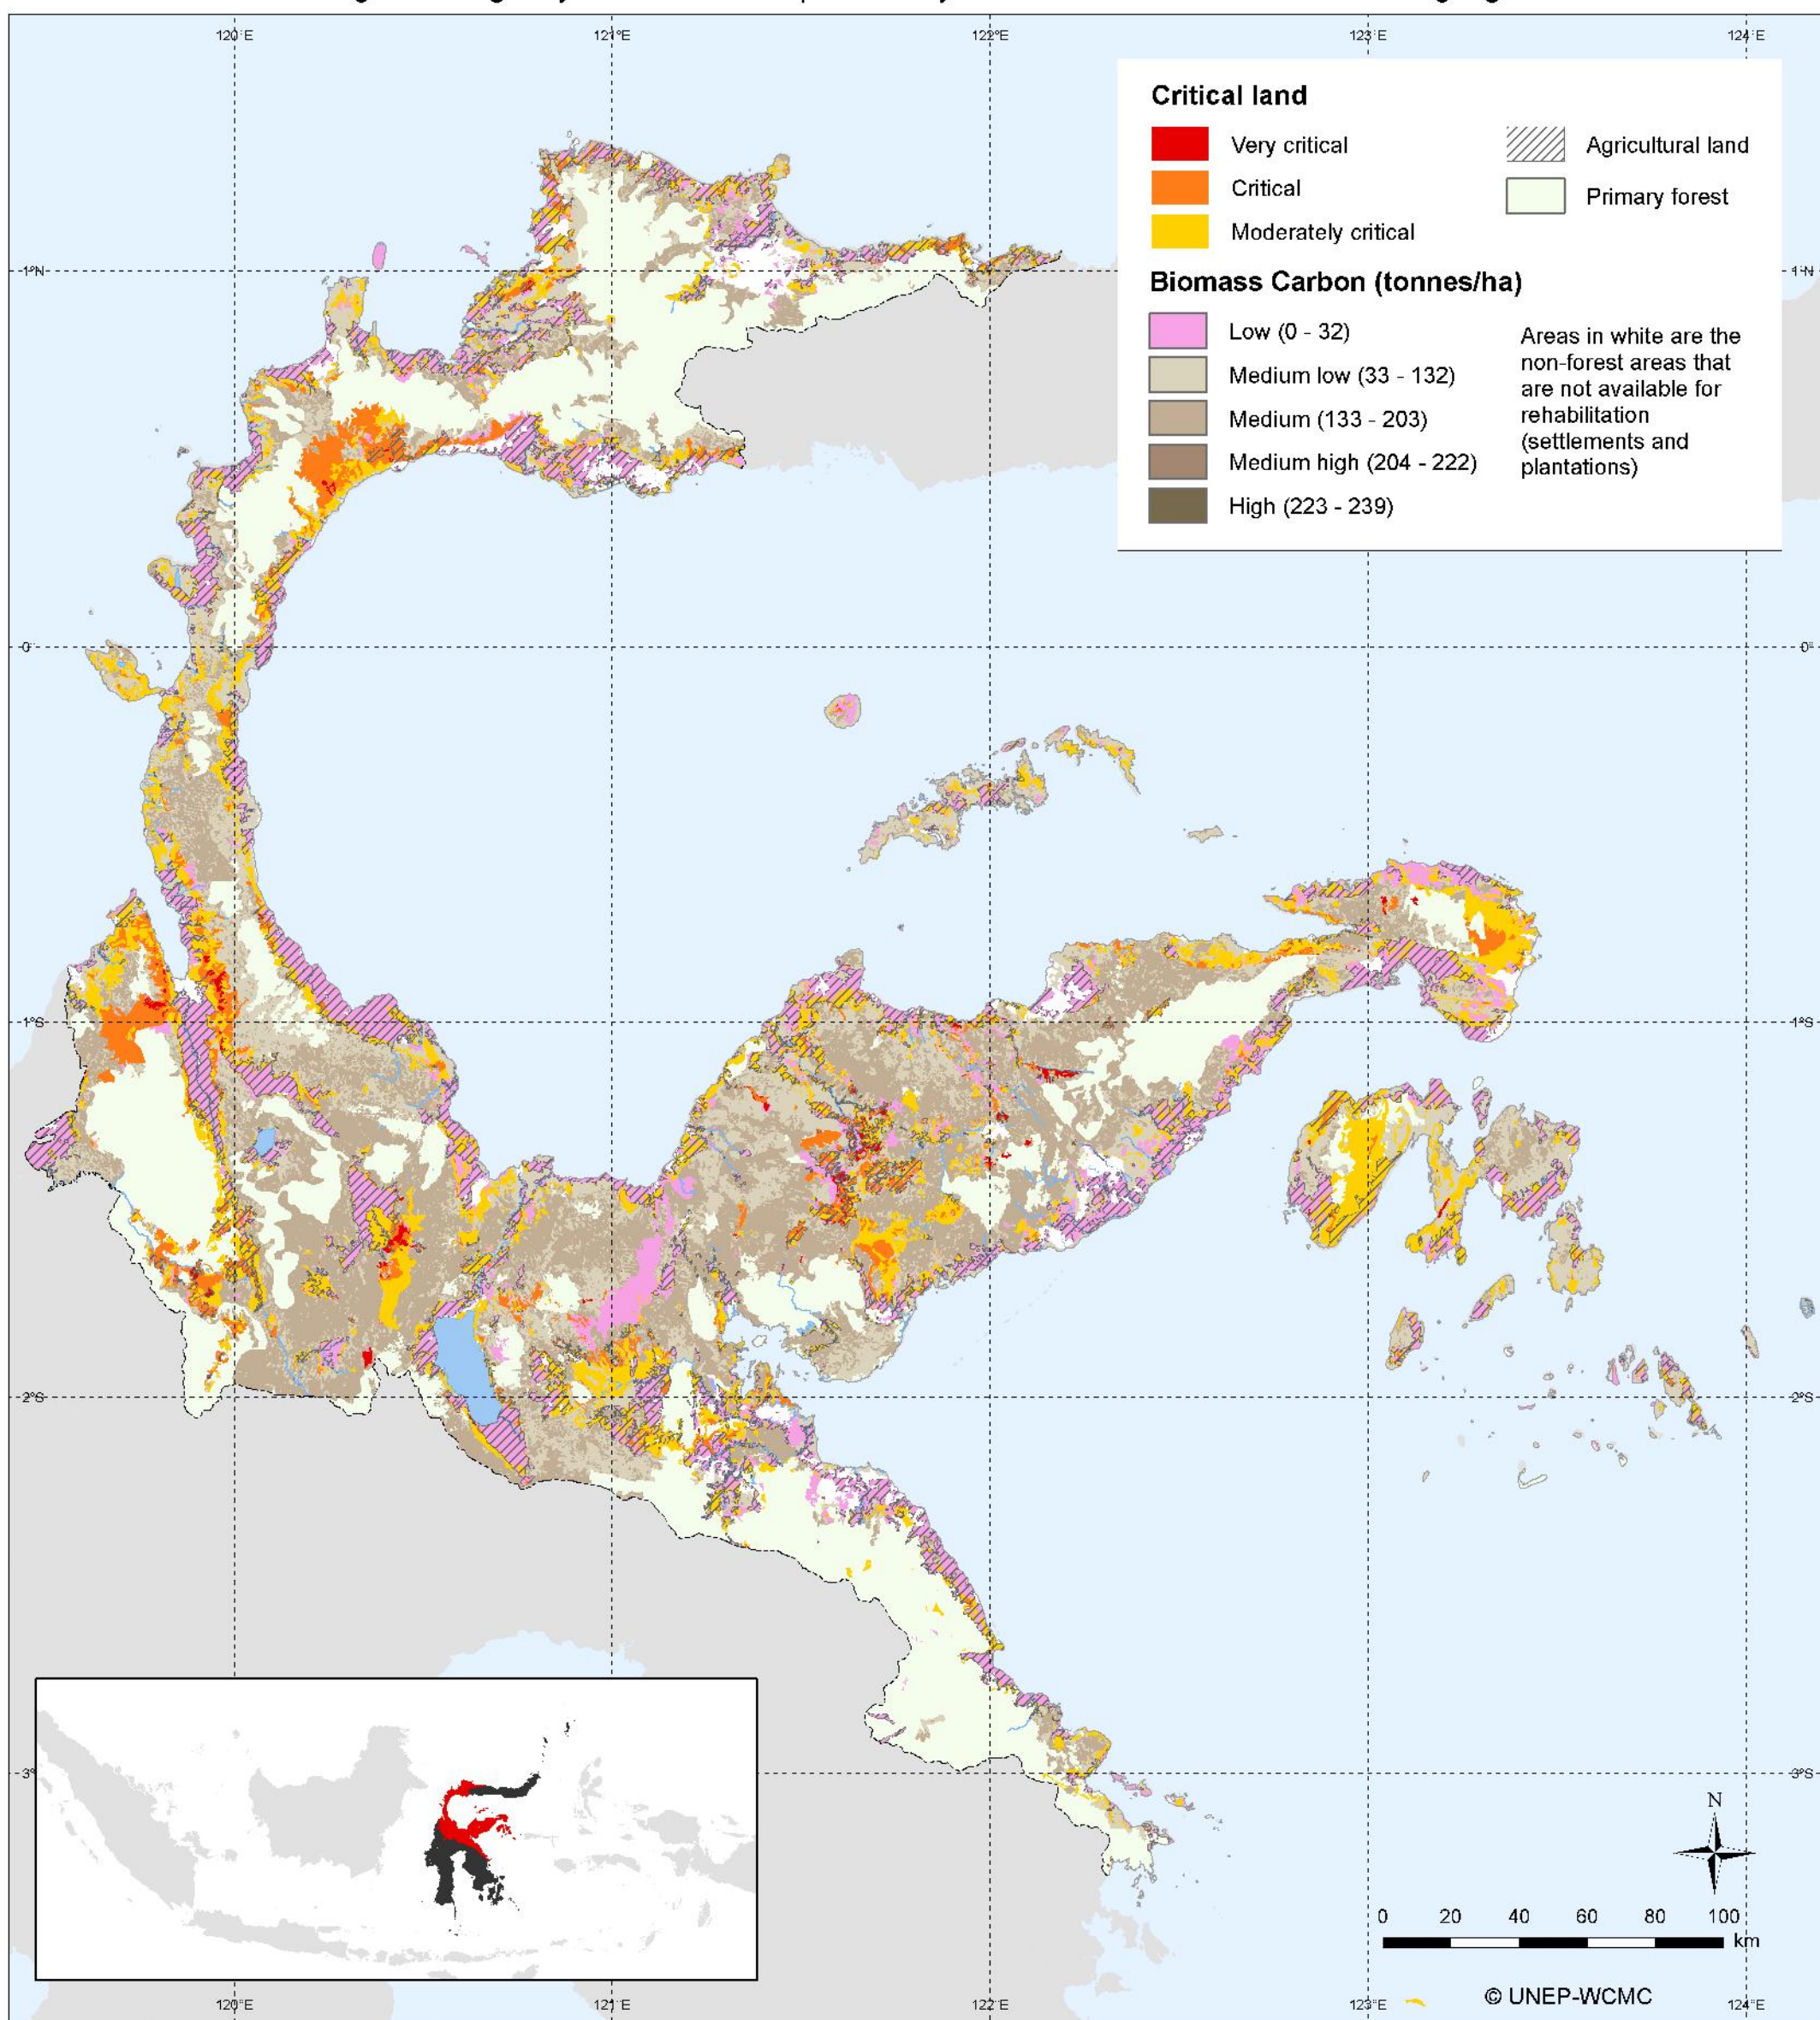 120°E 121°E 122°E 123°E 124°E
Critical land
Very critical
Critical
Moderately critical
Agricultural land
Primary forest
Biomass Carbon (tonnes/ha)
Low (0 - 32)
Medium low (33 - 132)
Medium (133 - 203)
Medium high (204 - 222)
High (223 - 239)
Areas in white are the
non-forest areas that
are not available for
rehabilitation
(settlements and
plantations)
1°N 1°N
0° 0°
1°S 1°S
2°S 2°S
3° 3°S
N
0 20 40 60 80 100
km
© UNEP-WCMC
120°E 121°E 122°E 123°E 124°E